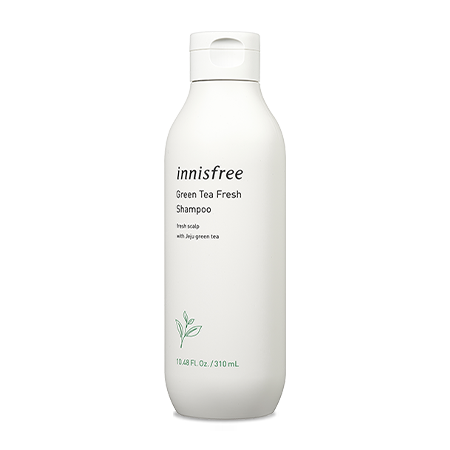 innisfree
Green Tea Fresh
Shampoo
fresh scalp
with Jeju green tea
10.48 Fl. Oz. / 310 mL